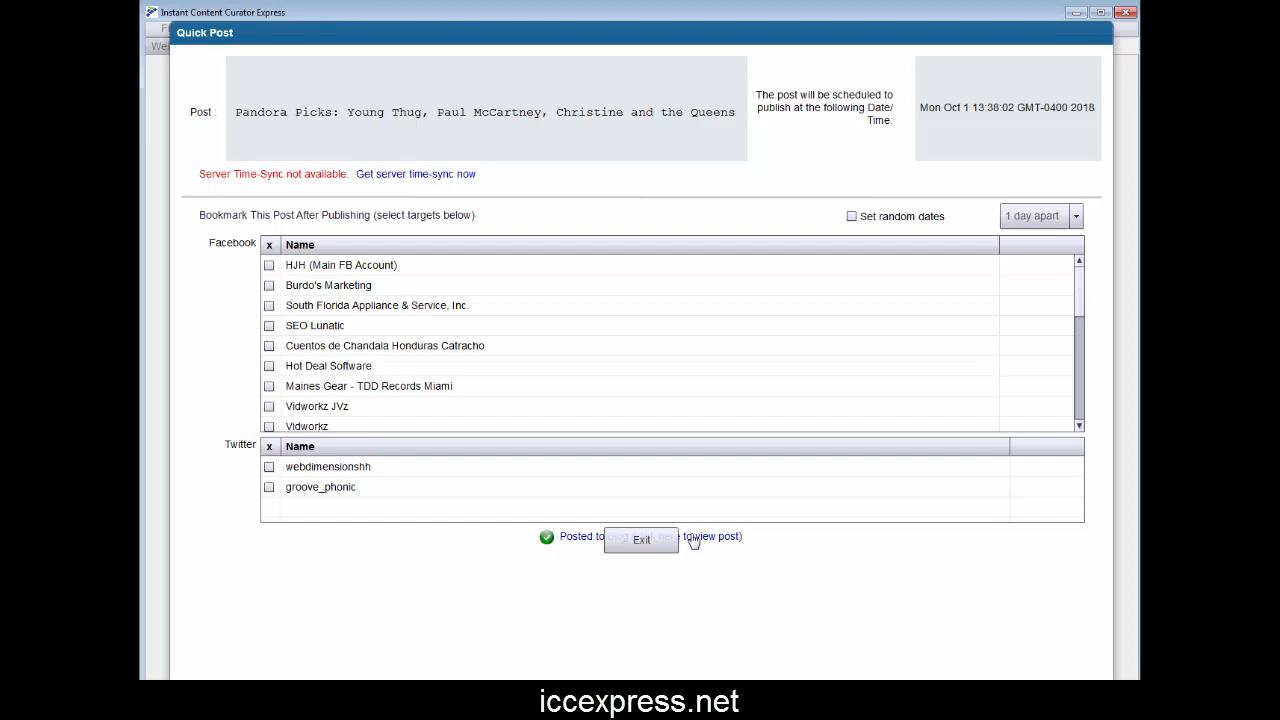 Instant Content Curator Express
F
We
Quick Post
Post :
Pandora Picks: Young Thug, Paul McCartney, Christine and the Queens
The post will be scheduled to
publish at the following Date/
Time:
Mon Oct 1 13:38:02 GMT-0400 2018
Server Time-Sync not available. Get server time-sync now
Bookmark This Post After Publishing (select targets below)
Set random dates
1 day apart
Facebook
x Name
HJH (Main FB Account)
Burdo's Marketing
South Florida Appliance & Service, Inc.
SEO Lunatic
Cuentos de Chandala Honduras Catracho
Hot Deal Software
Maines Gear - TDD Records Miami
Vidworkz JVz
Vidworkz
Twitter
x Name
webdimensionshh
groove_phonic
Posted to view post)
Exit
iccexpress.net